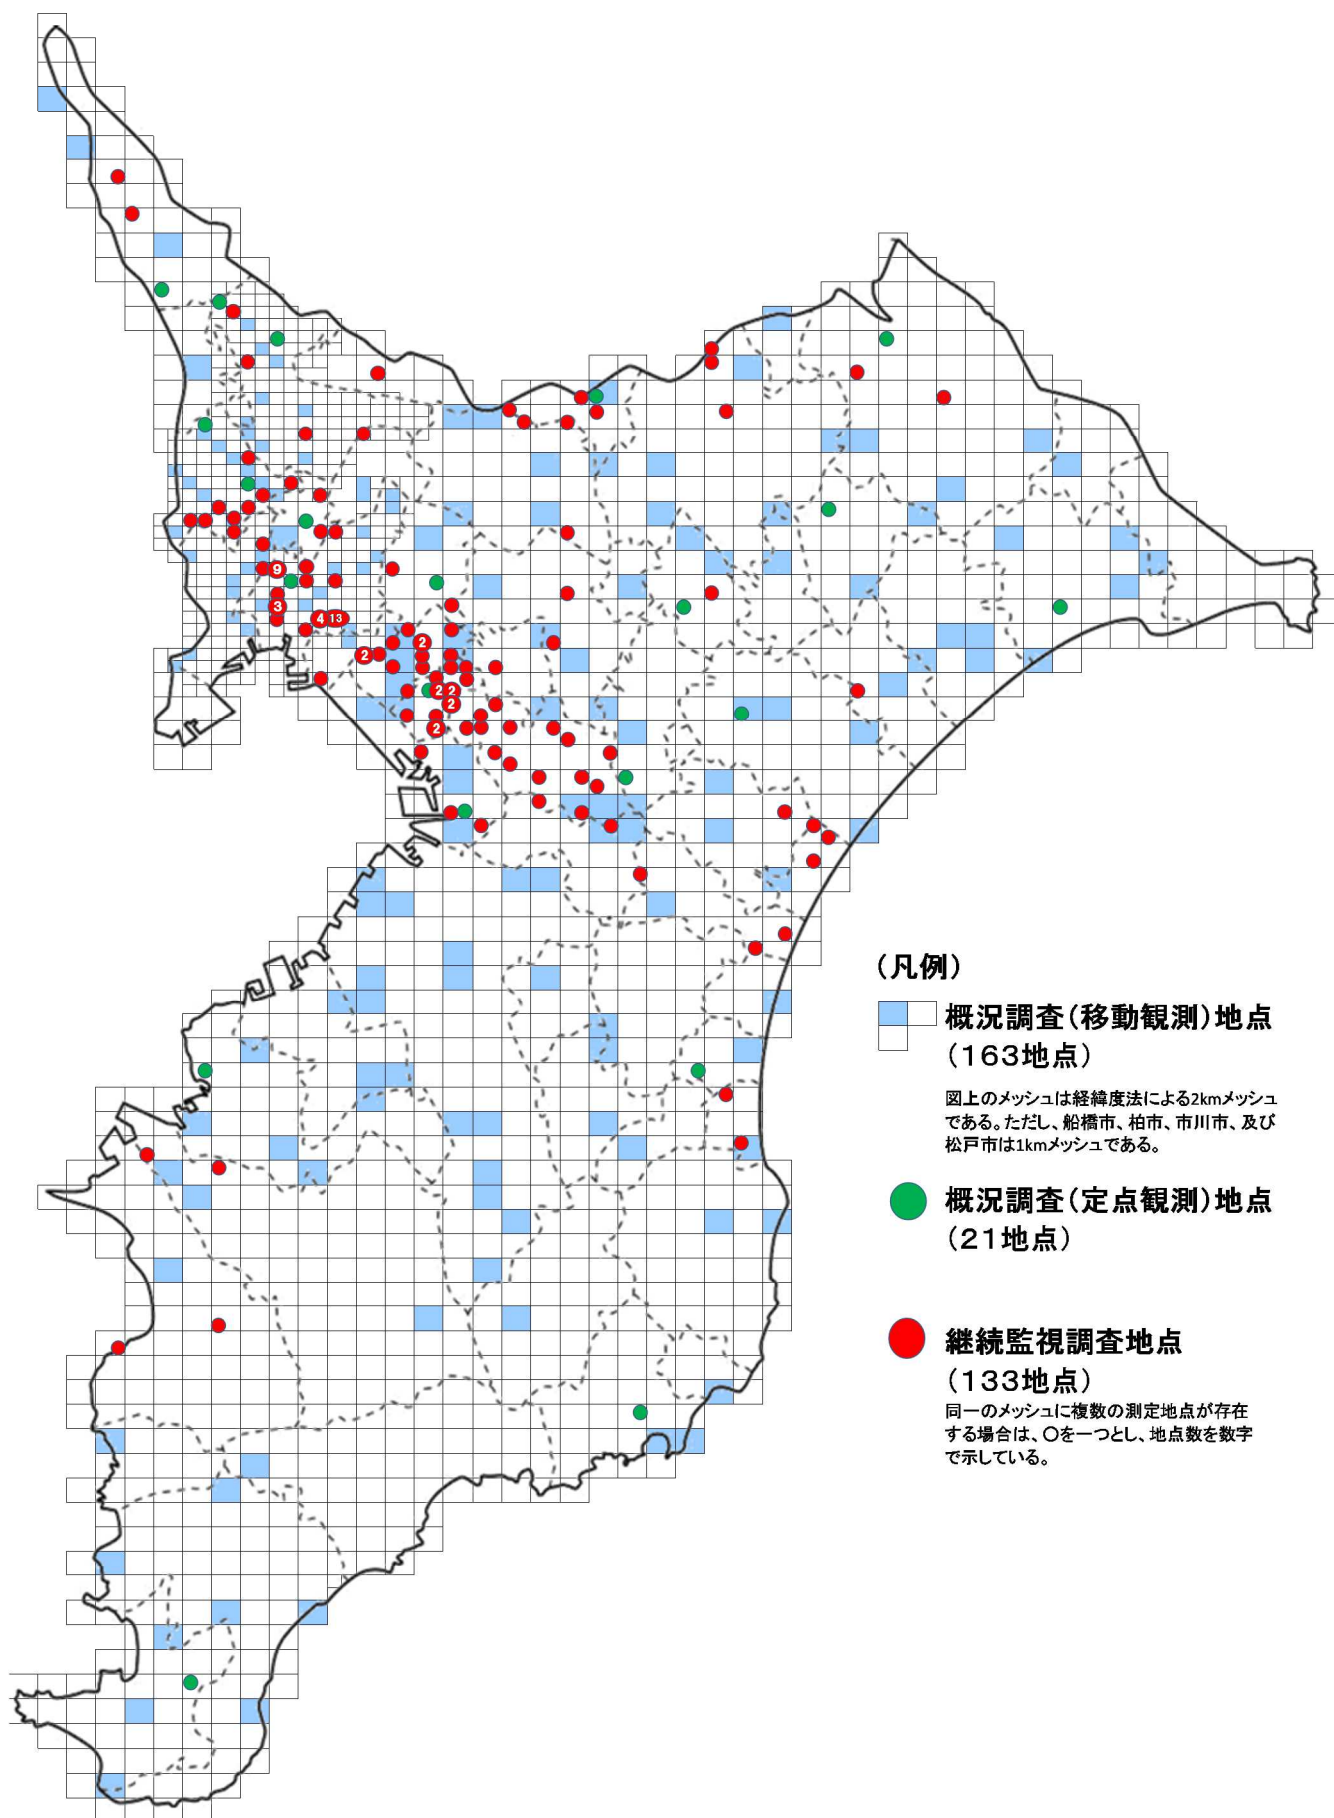 9
3
4 13
2
2
2 2
2
2
(凡例)
概況調査(移動観測)地点
(163地点)
図上のメッシュは経緯度法による2kmメッシュ
である。ただし、船橋市、柏市、市川市、及び
松戸市は1kmメッシュである。
概況調査(定点観測)地点
(21地点)
継続監視調査地点
(133地点)
同一のメッシュに複数の測定地点が存在
する場合は、〇を一つとし、地点数を数字
で示している。